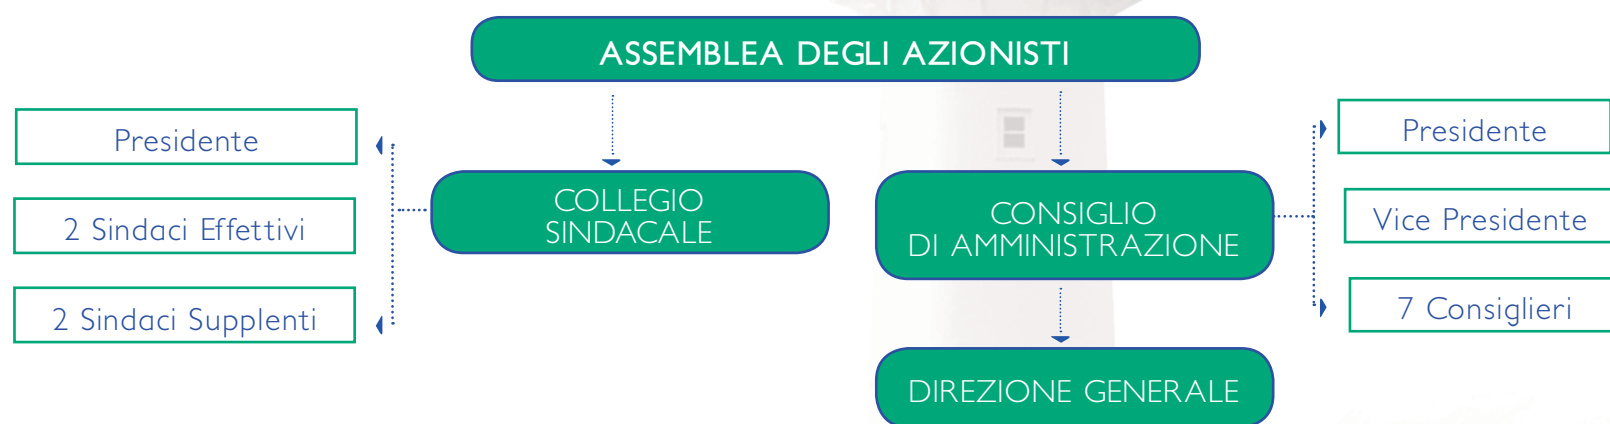 ASSEMBLEA DEGLI AZIONISTI
Presidente
2 Sindaci Effettivi
2 Sindaci Supplenti
COLLEGIO
SINDACALE
CONSIGLIO
DI AMMINISTRAZIONE
Presidente
Vice Presidente
7 Consiglieri
DIREZIONE GENERALE